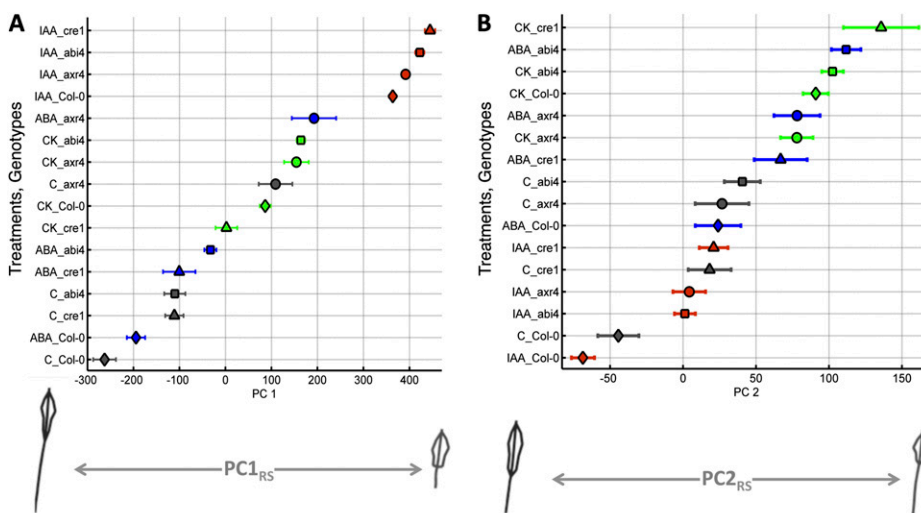 A
Treatments, Genotypes
IAA_cre1
IAA_abi4
IAA_axr4
IAA_Col-0
ABA_axr4
CK_abi4
CK_axr4
C_axr4
CK_Col-0
CK_cre1
ABA_abi4
ABA_cre1
C_abi4
C_cre1
ABA_Col-0
C_Col-0
-300 -200 -100 0 100 200 300 400
PC 1
PC1RS
B
Treatments, Genotypes
CK_cre1
ABA_abi4
CK_abi4
CK_Col-0
ABA_axr4
CK_axr4
ABA_cre1
C_abi4
C_axr4
ABA_Col-0
IAA_cre1
C_cre1
IAA_axr4
IAA_abi4
C_Col-0
IAA_Col-0
-50 0 50 100 150
PC 2
PC2RS